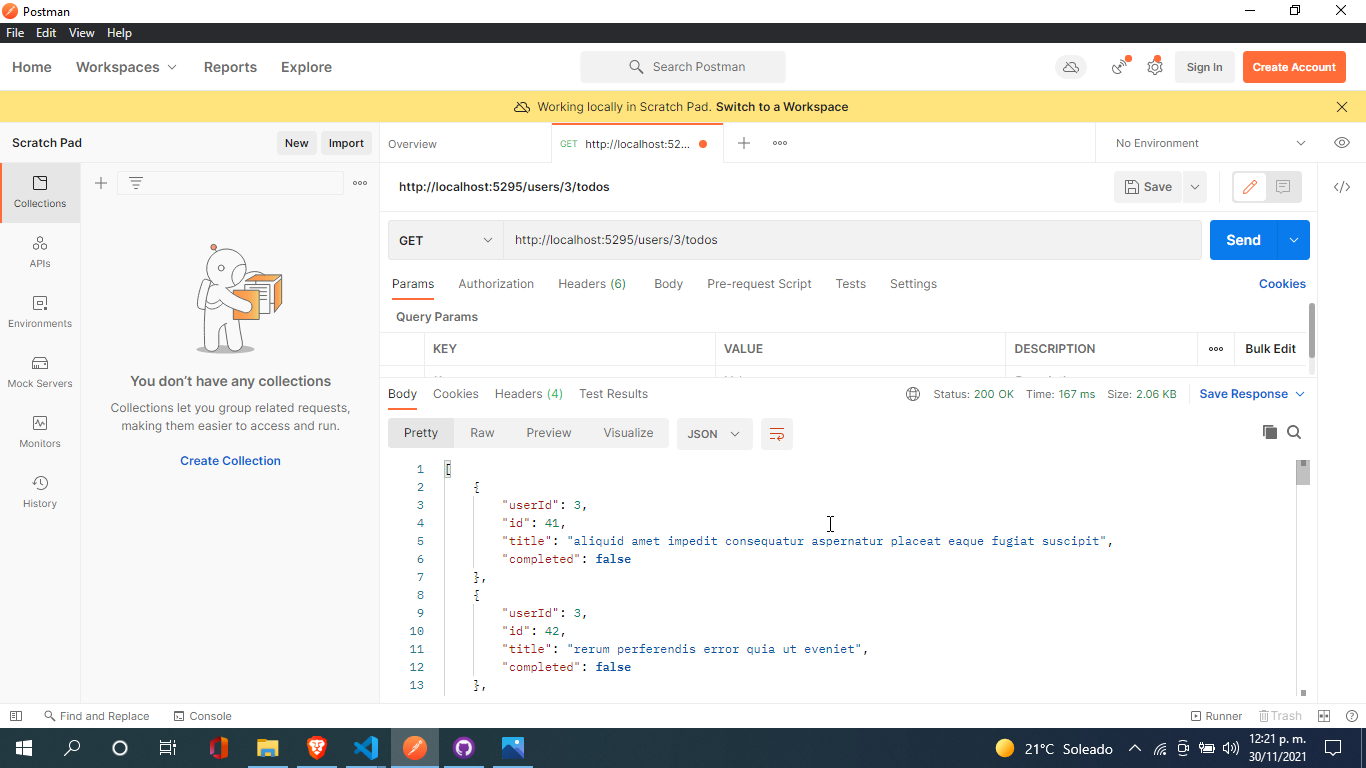 Postman
File Edit View Help
Home Workspaces Reports Explore Search Postman Sign In Create Account
Working locally in Scratch Pad. Switch to a Workspace
Scratch Pad New Import Overview GET http://localhost:52... No Environment
http://localhost:5295/users/3/todos Save
Collections
APIs
Environments
Mock Servers
Monitors
History
You don't have any collections
Collections let you group related requests,
making them easier to access and run.
Create Collection
GET http://localhost:5295/users/3/todos Send
Params Authorization Headers (6) Body Pre-request Script Tests Settings Cookies
Query Params
KEY VALUE DESCRIPTION Bulk Edit
Body Cookies Headers (4) Test Results Status: 200 OK Time: 167 ms Size: 2.06 KB Save Response
Pretty Raw Preview Visualize JSON
1 [
2 {
3 "userId": 3,
4 "id": 41,
5 "title": "aliquid amet impedit consequatur aspernatur placeat eaque fugiat suscipit",
6 "completed": false
7 },
8 {
9 "userId": 3,
10 "id": 42,
11 "title": "rerum perferendis error quia ut eveniet",
12 "completed": false
13 },
Find and Replace Console Runner Trash
21°C Soleado 12:21 p. m.
30/11/2021